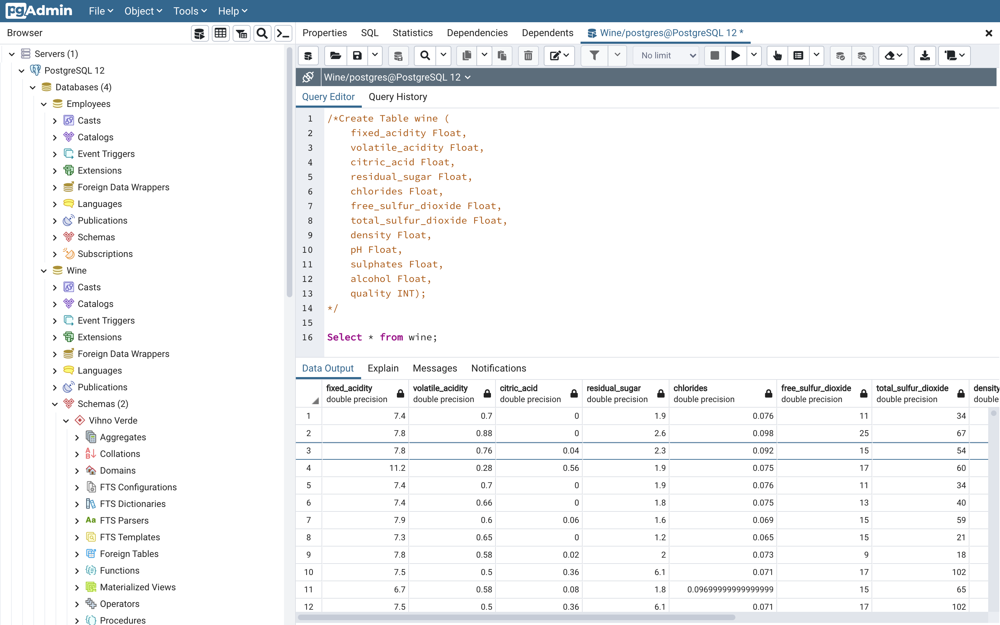 pgAdmin File Object Tools Help
Browser
Properties SQL Statistics Dependencies Dependents Wine/postgres@PostgreSQL 12 *
Servers (1)
PostgreSQL 12
Databases (4)
Employees
Casts
Catalogs
Event Triggers
Extensions
Foreign Data Wrappers
Languages
Publications
Schemas
Subscriptions
Wine
Casts
Catalogs
Event Triggers
Extensions
Foreign Data Wrappers
Languages
Publications
Schemas (2)
Vihno Verde
Aggregates
Collations
Domains
FTS Configurations
FTS Dictionaries
Aa FTS Parsers
FTS Templates
Foreign Tables
Functions
Materialized Views
Operators
Procedures
No limit
Wine/postgres@PostgreSQL 12
Query Editor Query History
1 /*Create Table wine (
2 fixed_acidity Float,
3 volatile_acidity Float,
4 citric_acid Float,
5 residual_sugar Float,
6 chlorides Float,
7 free_sulfur_dioxide Float,
8 total_sulfur_dioxide Float,
9 density Float,
10 pH Float,
11 sulphates Float,
12 alcohol Float,
13 quality INT);
14 */
15
16 Select * from wine;
Data Output Explain Messages Notifications
fixed_acidity volatile_acidity citric_acid residual_sugar chlorides free_sulfur_dioxide total_sulfur_dioxide density
double precision double precision double precision double precision double precision double precision double precision double
1 7.4 0.7 0 1.9 0.076 11 34
2 7.8 0.88 0 2.6 0.098 25 67
3 7.8 0.76 0.04 2.3 0.092 15 54
4 11.2 0.28 0.56 1.9 0.075 17 60
5 7.4 0.7 0 1.9 0.076 11 34
6 7.4 0.66 0 1.8 0.075 13 40
7 7.9 0.6 0.06 1.6 0.069 15 59
8 7.3 0.65 0 1.2 0.065 15 21
9 7.8 0.58 0.02 2 0.073 9 18
10 7.5 0.5 0.36 6.1 0.071 17 102
11 6.7 0.58 0.08 1.8 0.09699999999999999 15 65
12 7.5 0.5 0.36 6.1 0.071 17 102